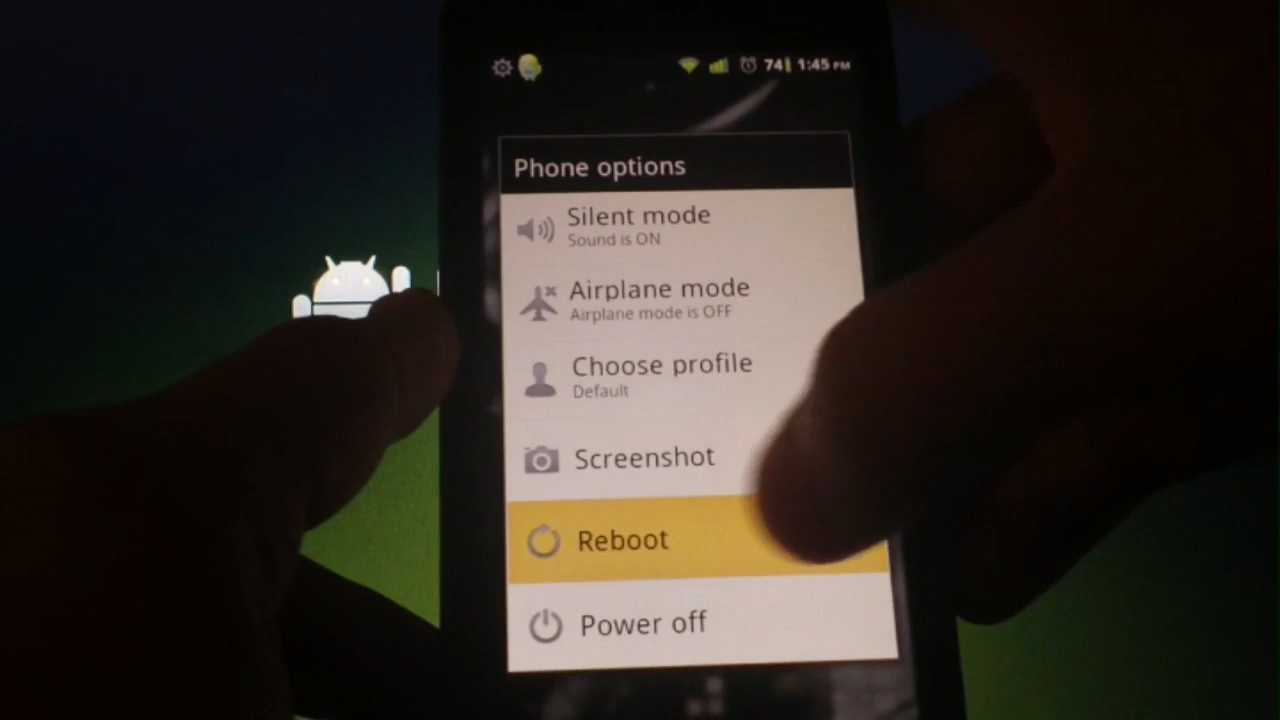 74 1:45 PM
Phone options
Silent mode
Sound is ON
Airplane mode
Airplane mode is OFF
Choose profile
Default
Screenshot
Reboot
Power off